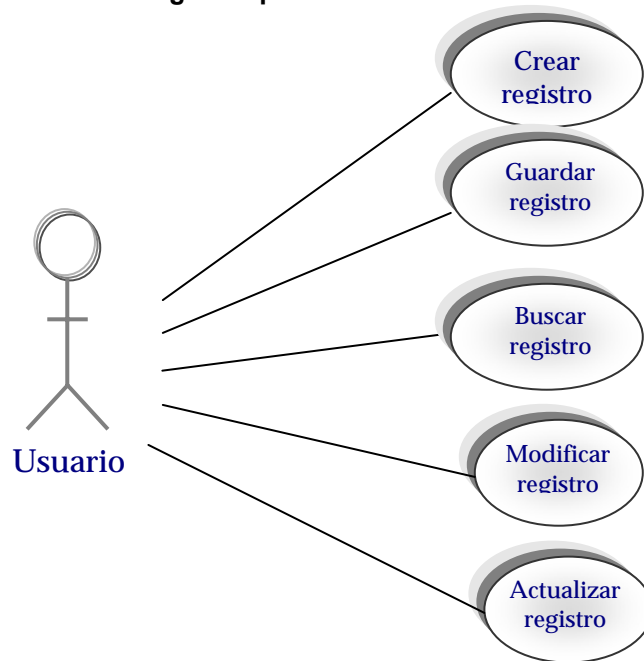 Crear
registro
Guardar
registro
Buscar
registro
Usuario
Modificar
registro
Actualizar
registro